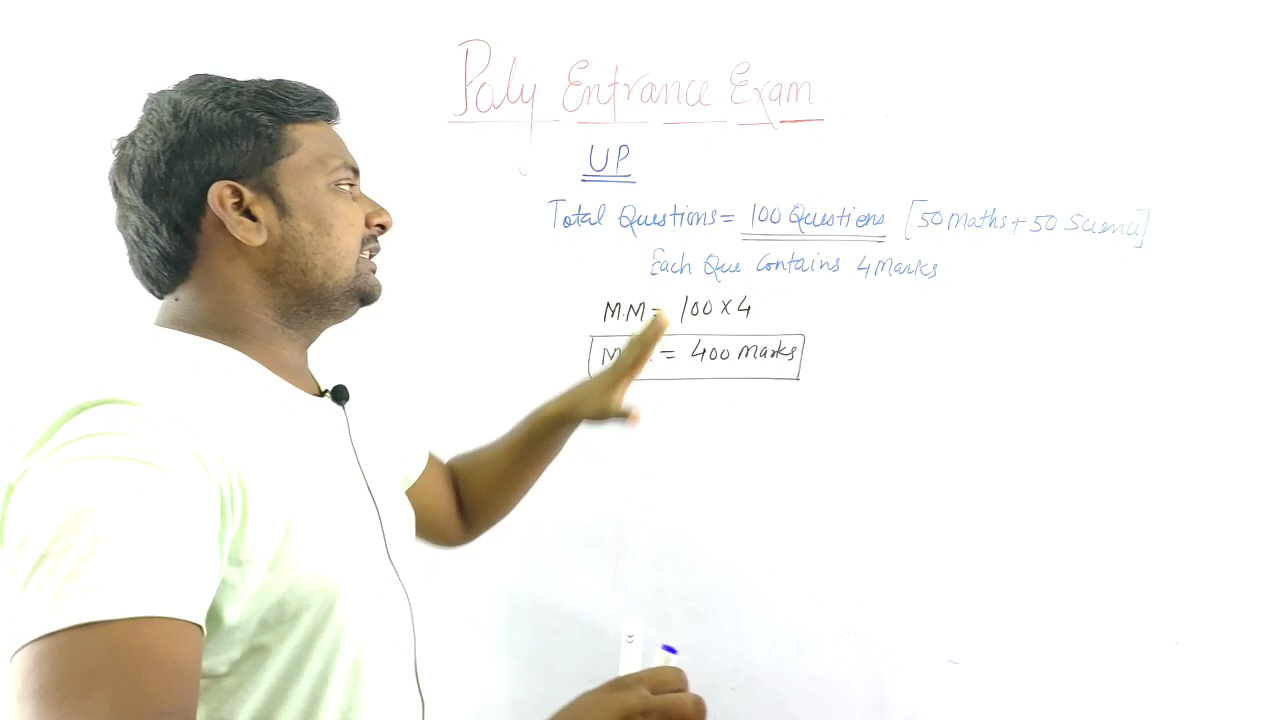 Poly Entrance Exam
UP
Total Questions = 100 Questions [50 Maths + 50 Science]
Each Que contains 4 Marks
M.M = 100 x 4
= 400 Marks